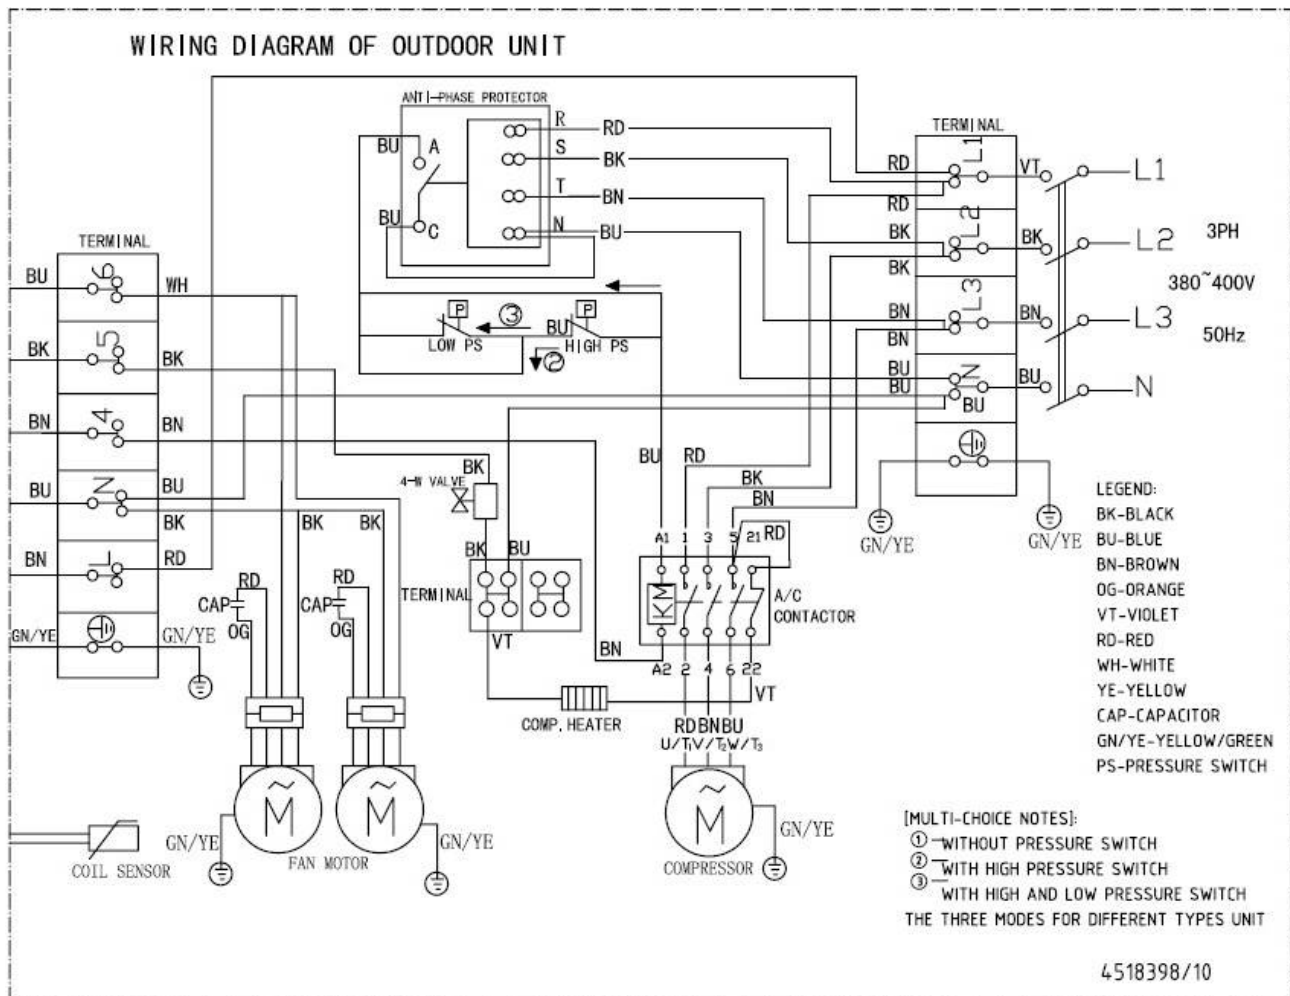 WIRING DIAGRAM OF OUTDOOR UNIT
ANTI-PHASE PROTECTOR
R
RD
BU
A
S
BK
T
BN
BU
C
N
BU
TERMINAL
L1
RD
VT
L1
RD
L2
BK
BK
L2
3PH
BK
380~400V
L3
BN
BN
L3
50Hz
BN
N
BU
BU
BU
N
BU
TERMINAL
BU
6
WH
BK
5
BK
BN
4
BN
BU
N
BU
BK
BK
BK
BN
L
RD
GN/YE
GN/YE
P
③
P
BU
LOW PS
HIGH PS
②
BU
RD
BK
BN
BK
4-W VALVE
BK
BU
TERMINAL
VT
BN
A1
1
3
5
21
RD
KM
A/C
CONTACTOR
A2
2
4
6
22
VT
COMP.HEATER
RD
BN
BU
U/T1
V/T2
W/T3
M
COMPRESSOR
GN/YE
GN/YE
GN/YE
RD
CAP
OG
RD
CAP
OG
M
M
FAN MOTOR
GN/YE
GN/YE
COIL SENSOR
LEGEND:
BK-BLACK
BU-BLUE
BN-BROWN
OG-ORANGE
VT-VIOLET
RD-RED
WH-WHITE
YE-YELLOW
CAP-CAPACITOR
GN/YE-YELLOW/GREEN
PS-PRESSURE SWITCH
[MULTI-CHOICE NOTES]:
① — WITHOUT PRESSURE SWITCH
② — WITH HIGH PRESSURE SWITCH
③ — WITH HIGH AND LOW PRESSURE SWITCH
THE THREE MODES FOR DIFFERENT TYPES UNIT
4518398/10